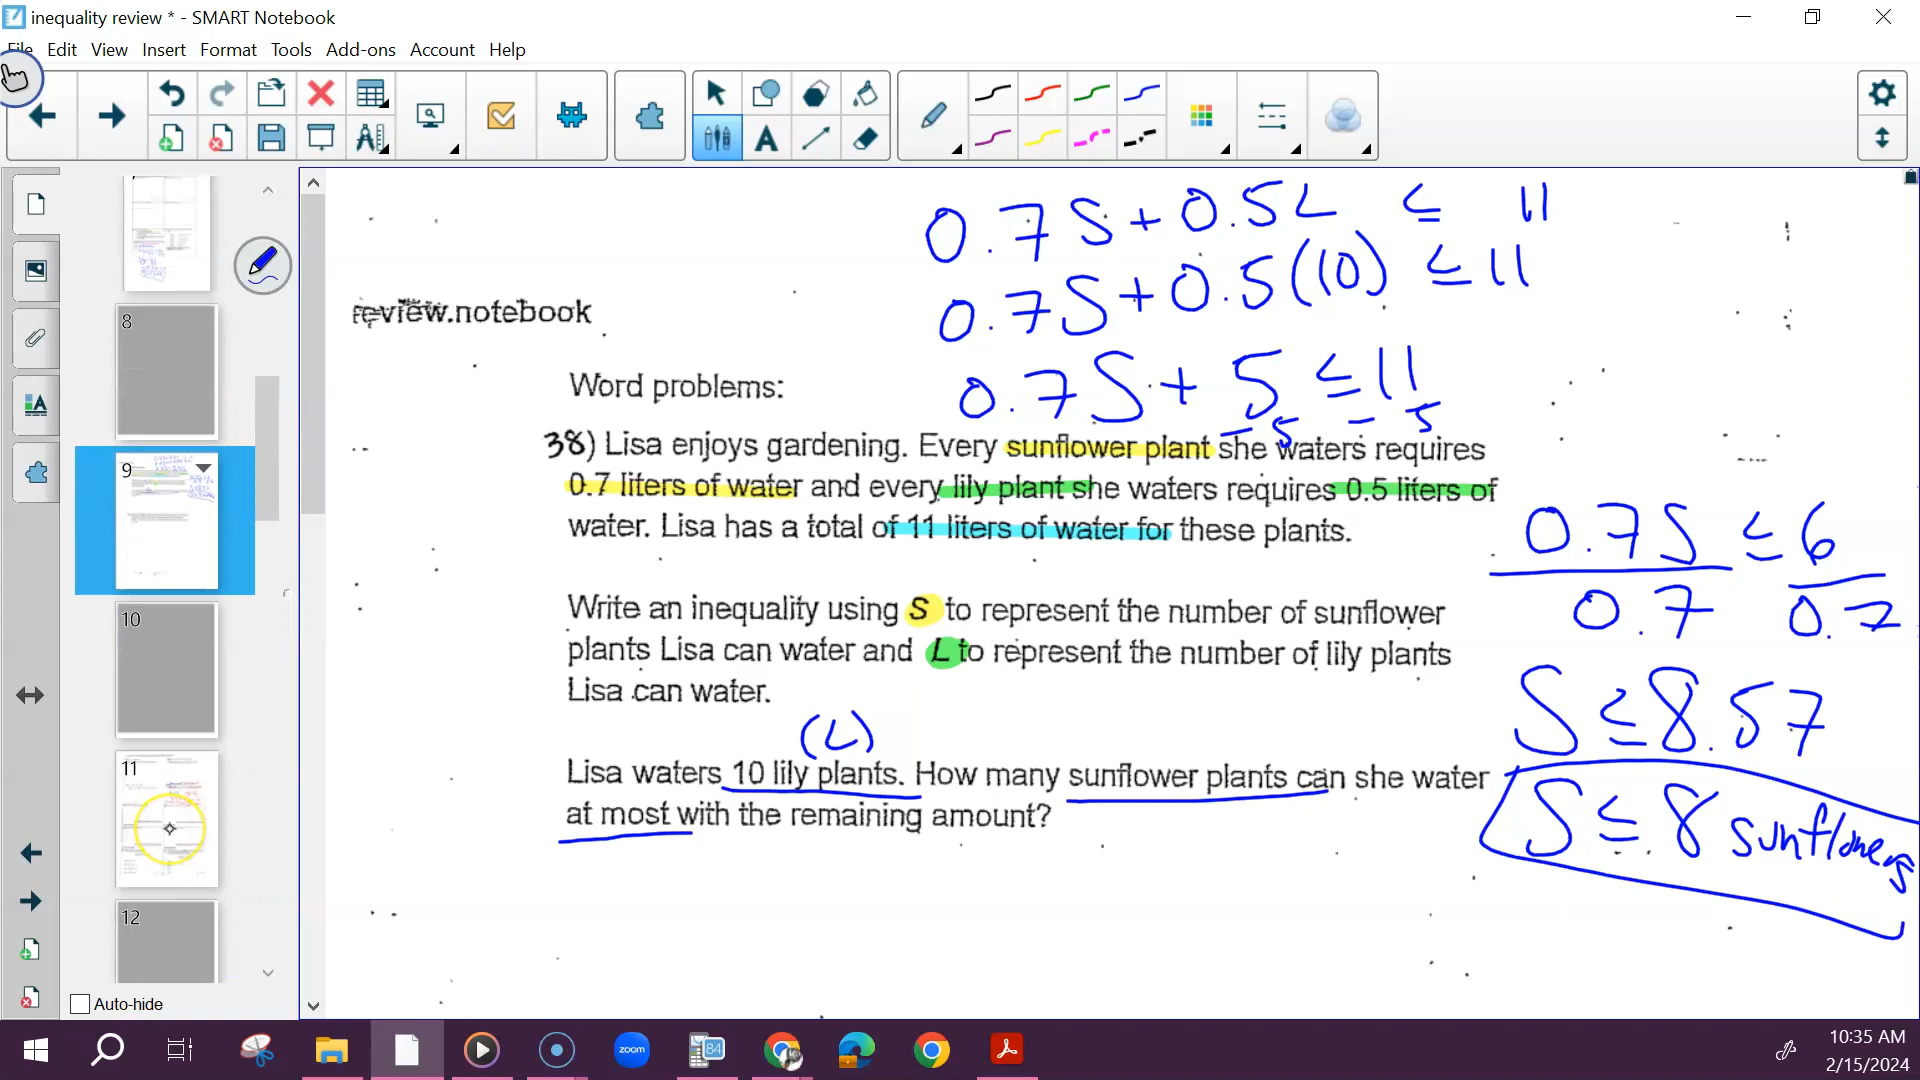 inequality review * - SMART Notebook
File Edit View Insert Format Tools Add-ons Account Help
8
9
10
11
12
Auto-hide
review.notebook
0.7S + 0.5L ≤ 11
0.7S + 0.5(10) ≤ 11
0.7S + 5 ≤ 11
-5 -5
Word problems:
38) Lisa enjoys gardening. Every sunflower plant she waters requires
0.7 liters of water and every lily plant she waters requires 0.5 liters of
water. Lisa has a total of 11 liters of water for these plants.
0.7S ≤ 6
0.7 0.7
Write an inequality using S to represent the number of sunflower
plants Lisa can water and L to represent the number of lily plants
Lisa can water.
S ≤ 8.57
(L)
Lisa waters 10 lily plants. How many sunflower plants can she water
at most with the remaining amount?
S ≤ 8 sunflowers
zoom
84
10:35 AM
2/15/2024